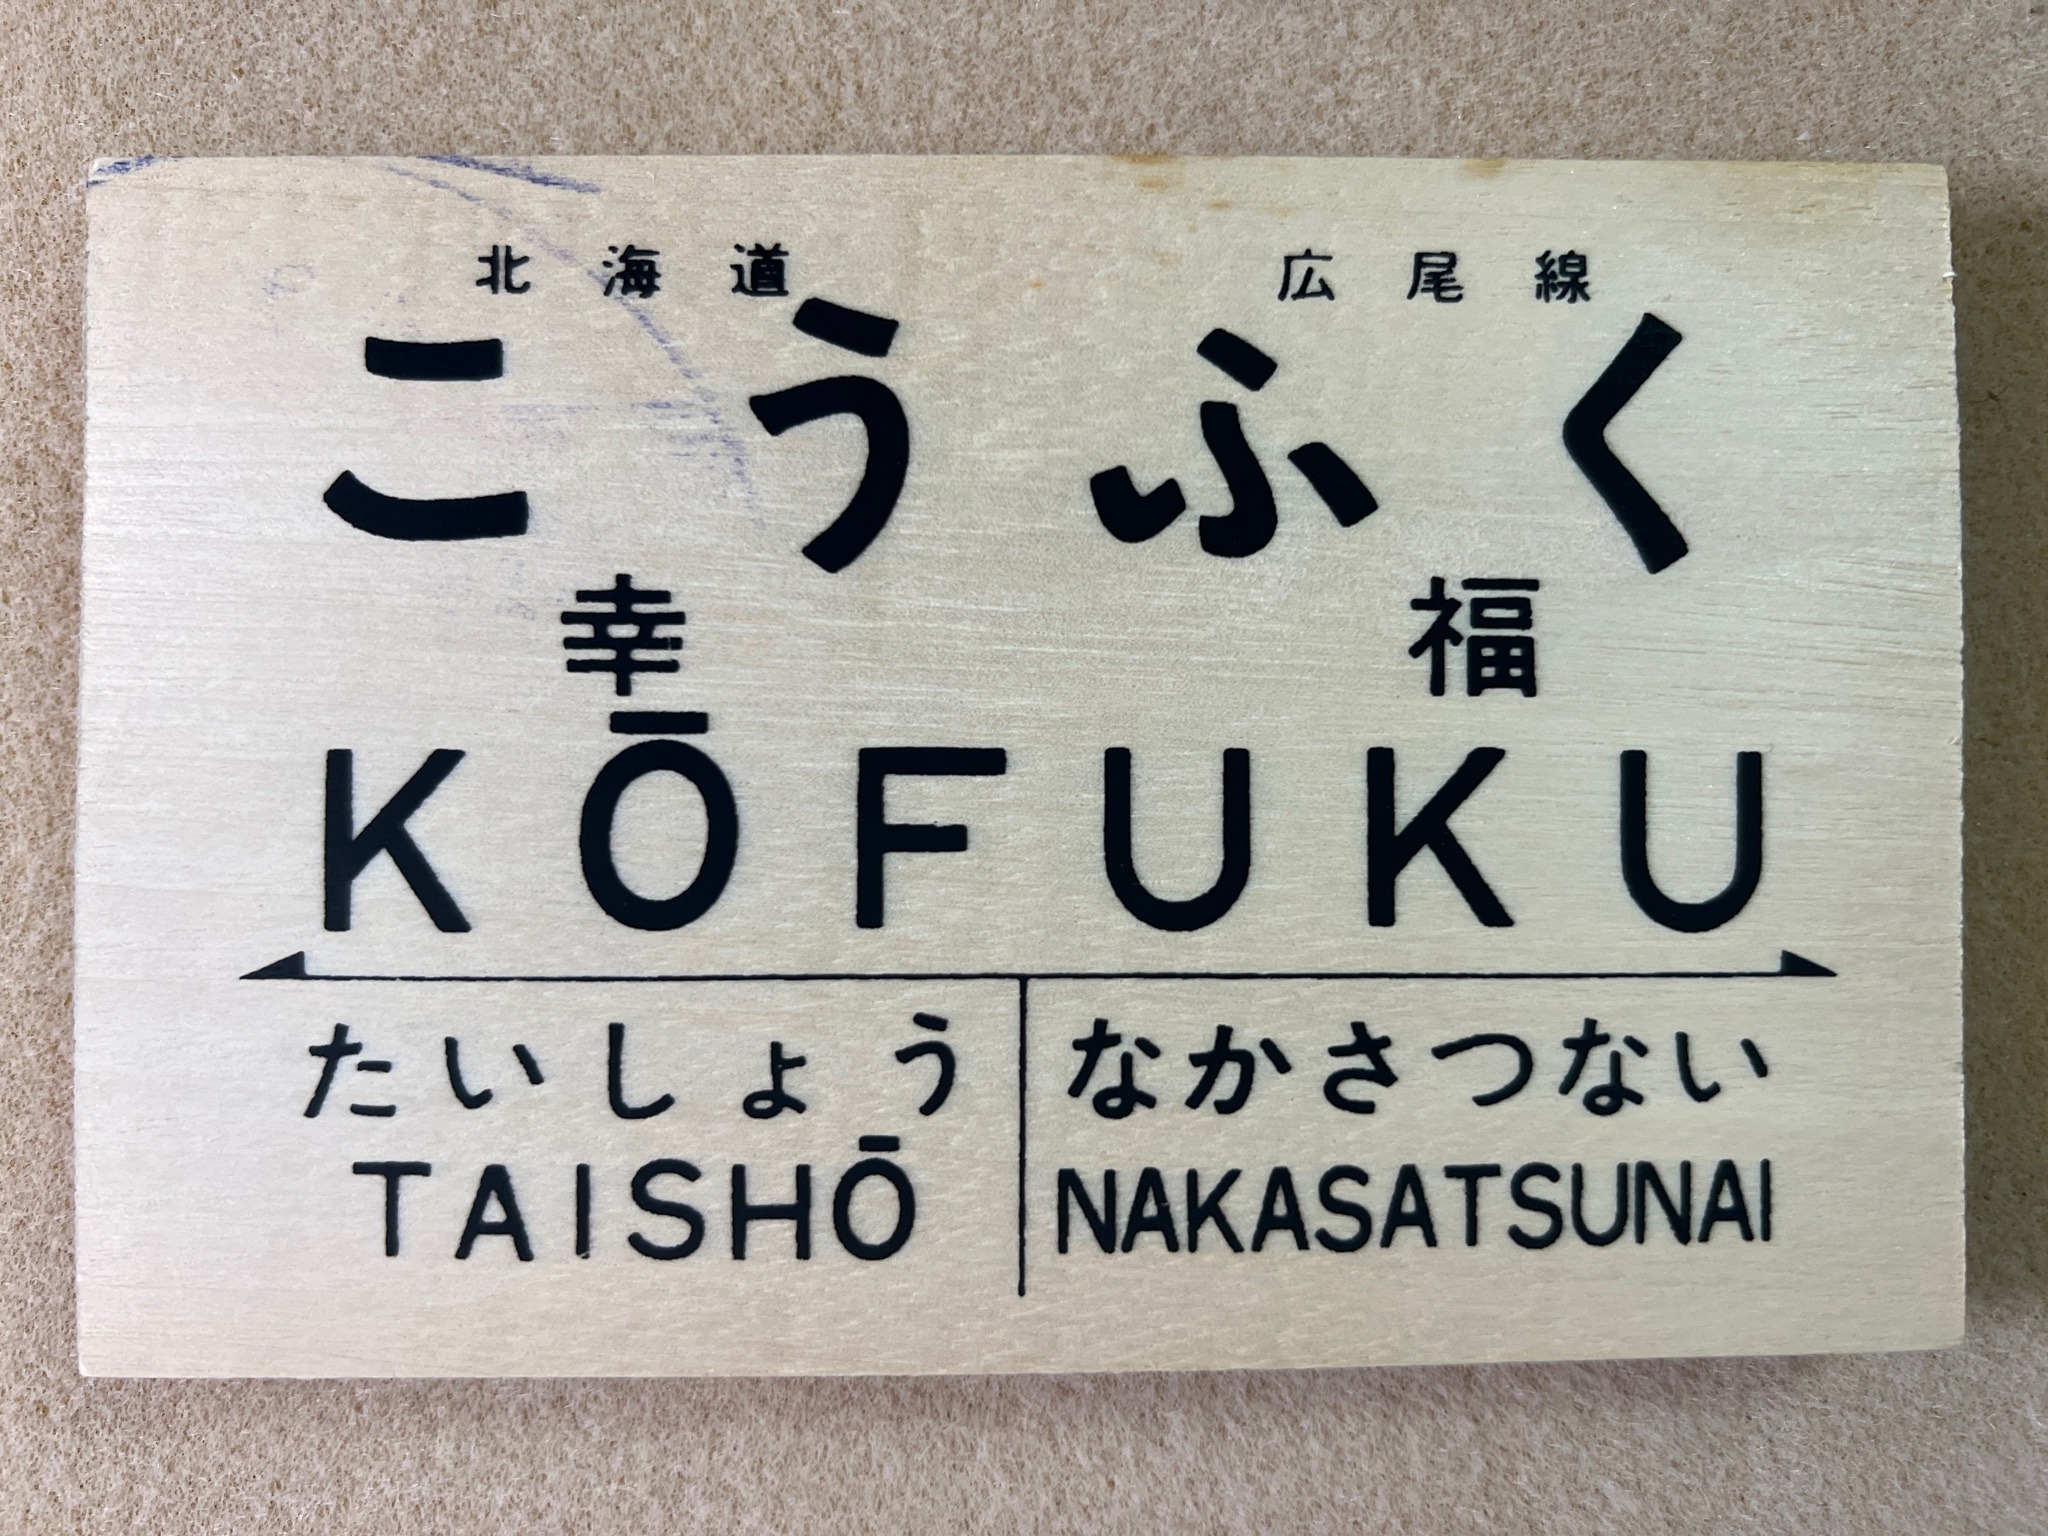 北海道 広尾線
こうふく
幸福
KŌFUKU
たいしょう なかさつない
TAISHŌ NAKASATSUNAI